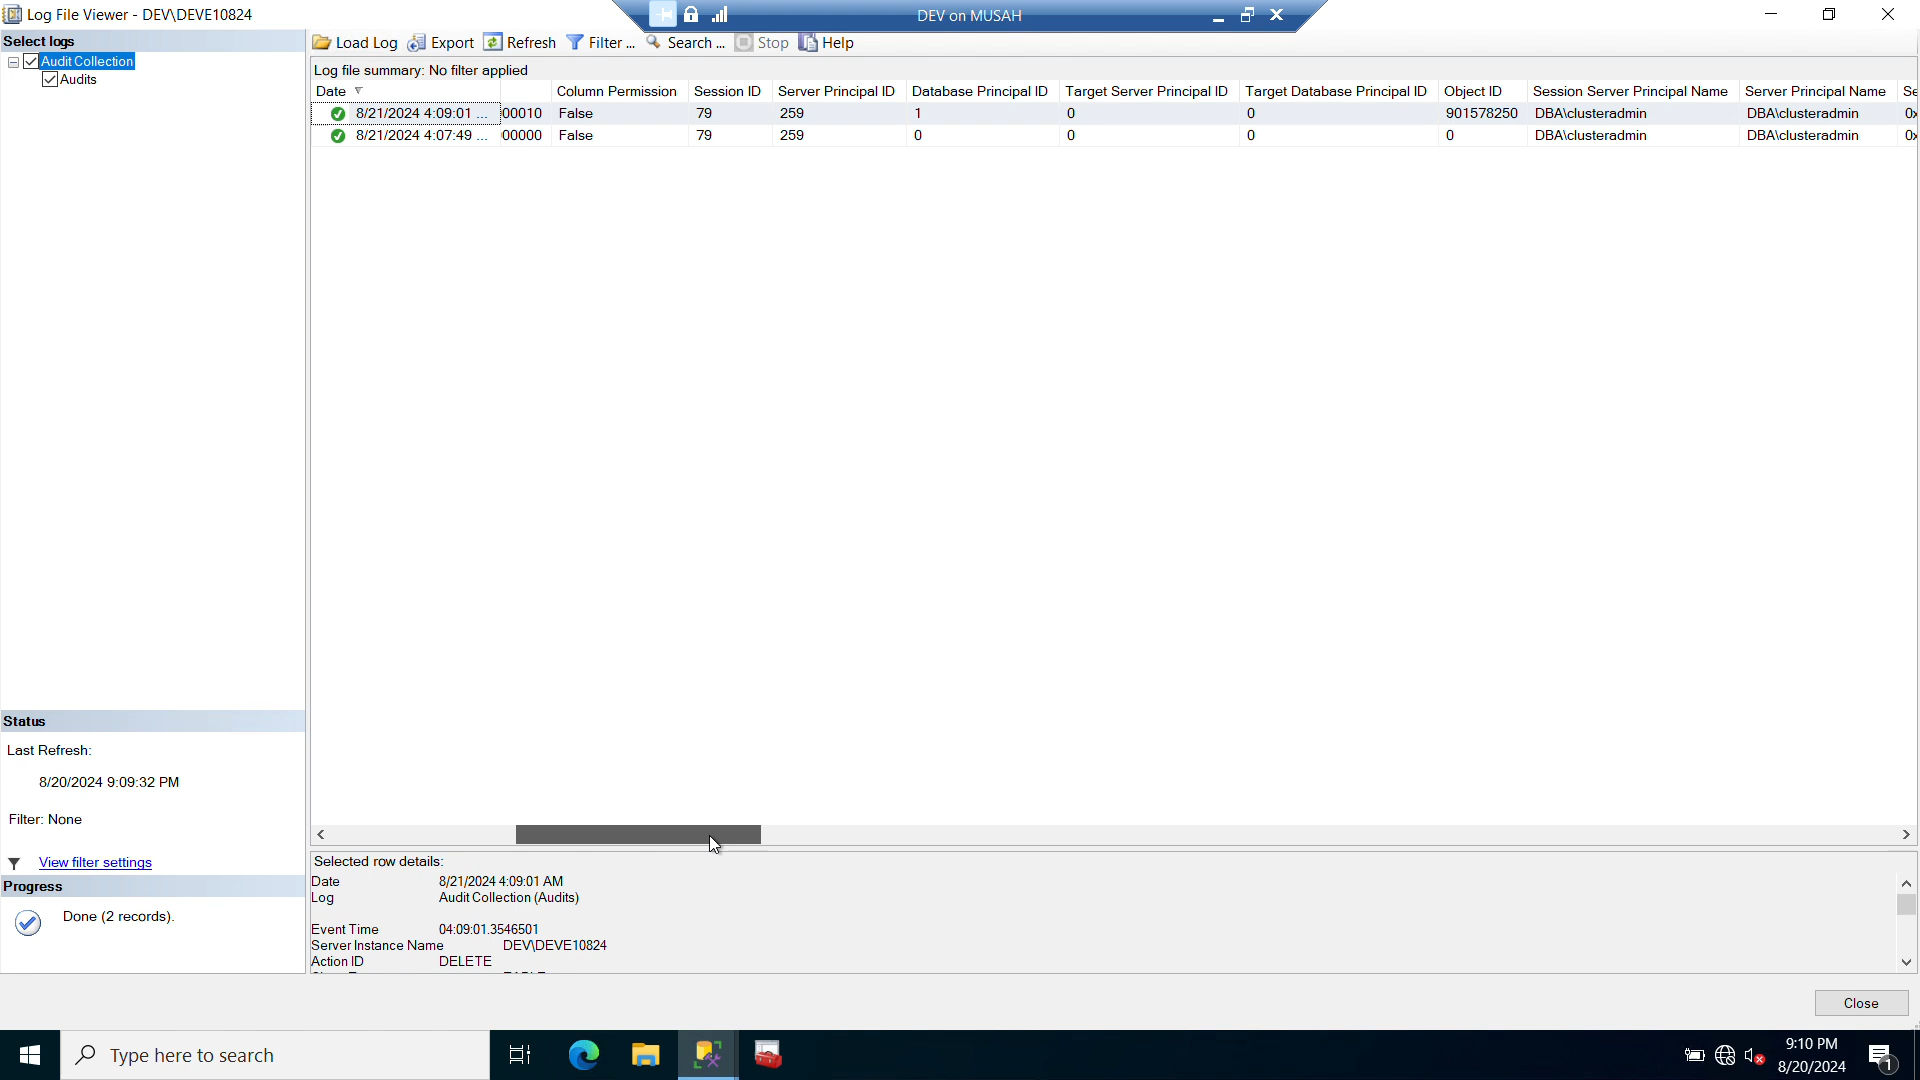 Log File Viewer - DEV\DEVE10824
DEV on MUSAH
Select logs
Audit Collection
Audits
Load Log Export Refresh Filter ... Search ... Stop Help
Log file summary: No filter applied
Date Column Permission Session ID Server Principal ID Database Principal ID Target Server Principal ID Target Database Principal ID Object ID Session Server Principal Name Server Principal Name Se
8/21/2024 4:09:01 ... 00010 False 79 259 1 0 0 901578250 DBA\clusteradmin DBA\clusteradmin 0x
8/21/2024 4:07:49 ... 00000 False 79 259 0 0 0 0 DBA\clusteradmin DBA\clusteradmin 0x
Status
Last Refresh:
8/20/2024 9:09:32 PM
Filter: None
View filter settings
Progress
Done (2 records).
Selected row details:
Date 8/21/2024 4:09:01 AM
Log Audit Collection (Audits)
Event Time 04:09:01.3546501
Server Instance Name DEV\DEVE10824
Action ID DELETE
Close
Type here to search
9:10 PM
8/20/2024
1